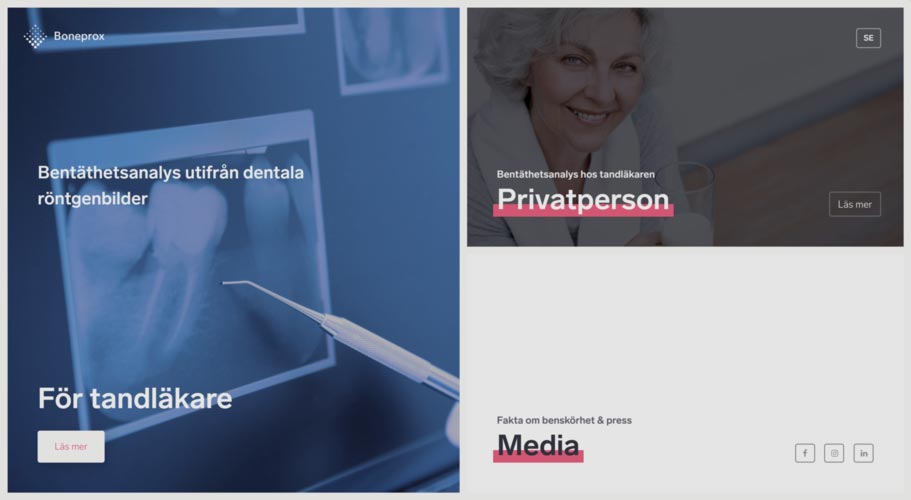 Boneprox
Bentäthetsanalys utifrån dentala
röntgenbilder
För tandläkare
Läs mer
SE
Bentäthetsanalys hos tandläkaren
Privatperson
Läs mer
Fakta om benskörhet & press
Media
f
in